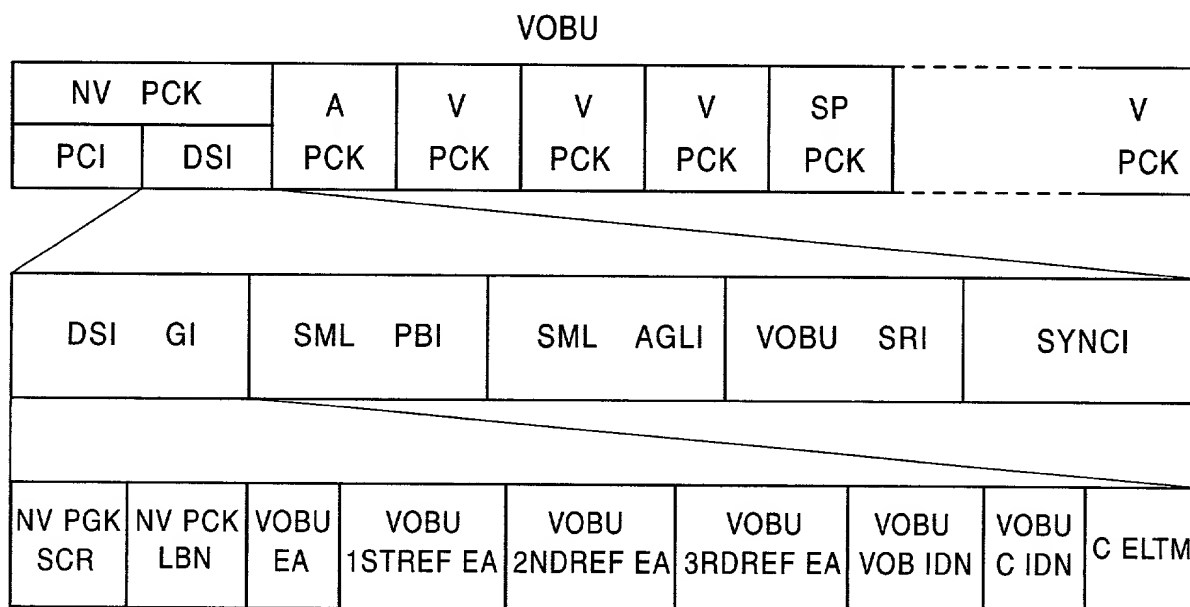 VOBU
NV PCK
A
PCK
V
PCK
V
PCK
V
PCK
SP
PCK
V
PCK
PCI
DSI
DSI GI
SML PBI
SML AGLI
VOBU SRI
SYNCI
NV PGK
SCR
NV PCK
LBN
VOBU
EA
VOBU
1STREF EA
VOBU
2NDREF EA
VOBU
3RDREF EA
VOBU
VOB IDN
VOBU
C IDN
C ELTM